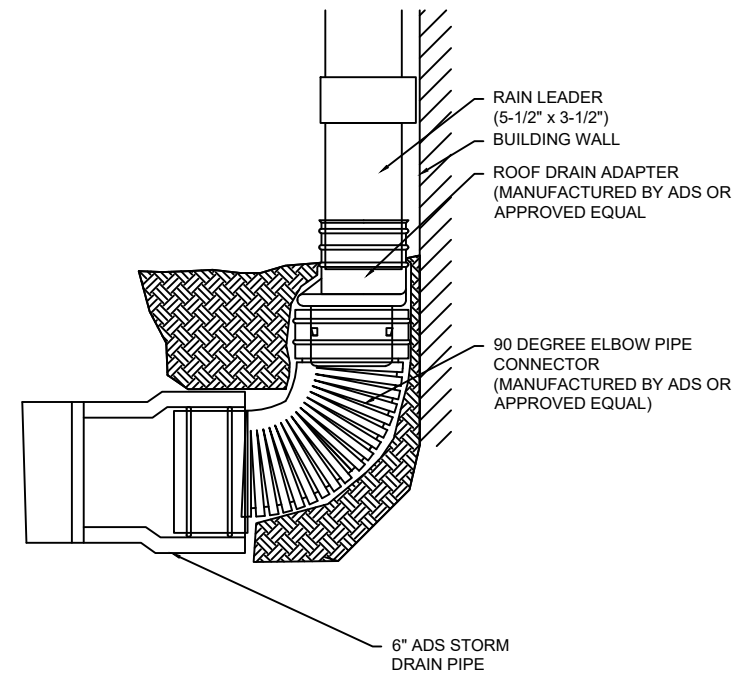 RAIN LEADER
(5-1/2" x 3-1/2")
BUILDING WALL
ROOF DRAIN ADAPTER
(MANUFACTURED BY ADS OR
APPROVED EQUAL
90 DEGREE ELBOW PIPE
CONNECTOR
(MANUFACTURED BY ADS OR
APPROVED EQUAL)
6" ADS STORM
DRAIN PIPE